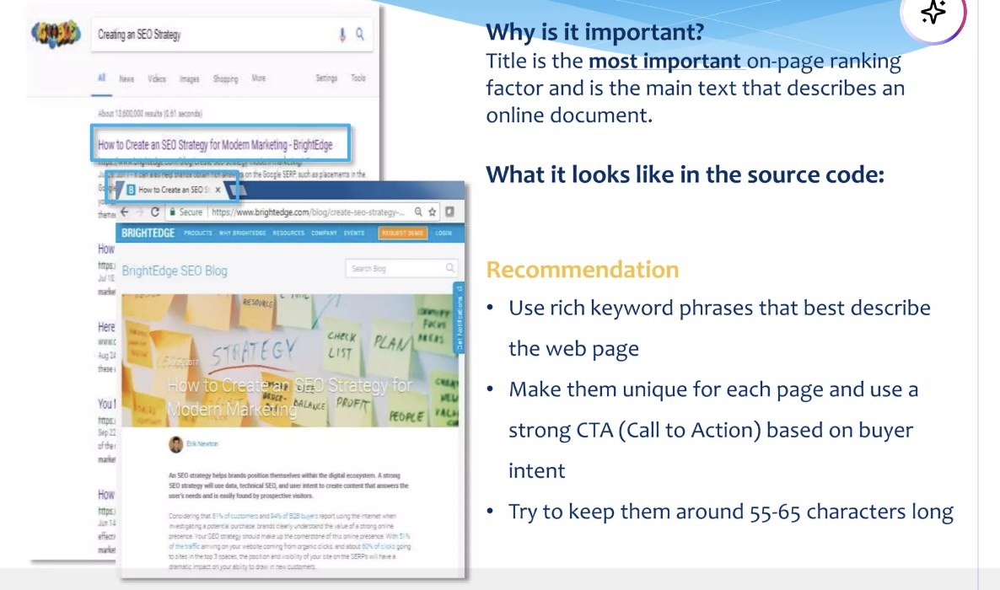 Creating an SEO Strategy
All News Videos Images Shopping More Settings Tools
About 13,600,000 results (0.61 seconds)
How to Create an SEO Strategy for Modern Marketing - BrightEdge
on the Google SERP, such as placements in the
How to Create an SEO S
Secure https://www.brightedge.com/blog/create-seo-strategy-...
BRIGHTEDGE PRODUCTS WHY BRIGHTEDGE RESOURCES COMPANY EVENTS REQUEST DEMO LOGIN
BrightEdge SEO Blog
Search Blog
Get Notifications
RESOURCE
STRATEGY
CHECK
LIST
PLAN
BALANCE
PROFIT
PEOPLE
How to Create an SEO Strategy for
Modern Marketing
Erik Newton
An SEO strategy helps brands position themselves within the digital ecosystem. A strong
SEO strategy will use data, technical SEO, and user intent to create content that answers the
user's needs and is easily found by prospective visitors.
Considering that 81% of customers and 94% of B2B buyers report using the internet when
investigating a potential purchase, brands clearly understand the value of a strong online
presence. Your SEO strategy should make up the cornerstone of this online presence. With 51%
of the traffic arriving on your website coming from organic clicks, and about 60% of clicks going
to sites in the top 3 spaces, the position and visibility of your site on the SERPs will have a
dramatic impact on your ability to draw in new customers.
Why is it important?
Title is the most important on-page ranking
factor and is the main text that describes an
online document.
What it looks like in the source code:
Recommendation
• Use rich keyword phrases that best describe
the web page
• Make them unique for each page and use a
strong CTA (Call to Action) based on buyer
intent
• Try to keep them around 55-65 characters long